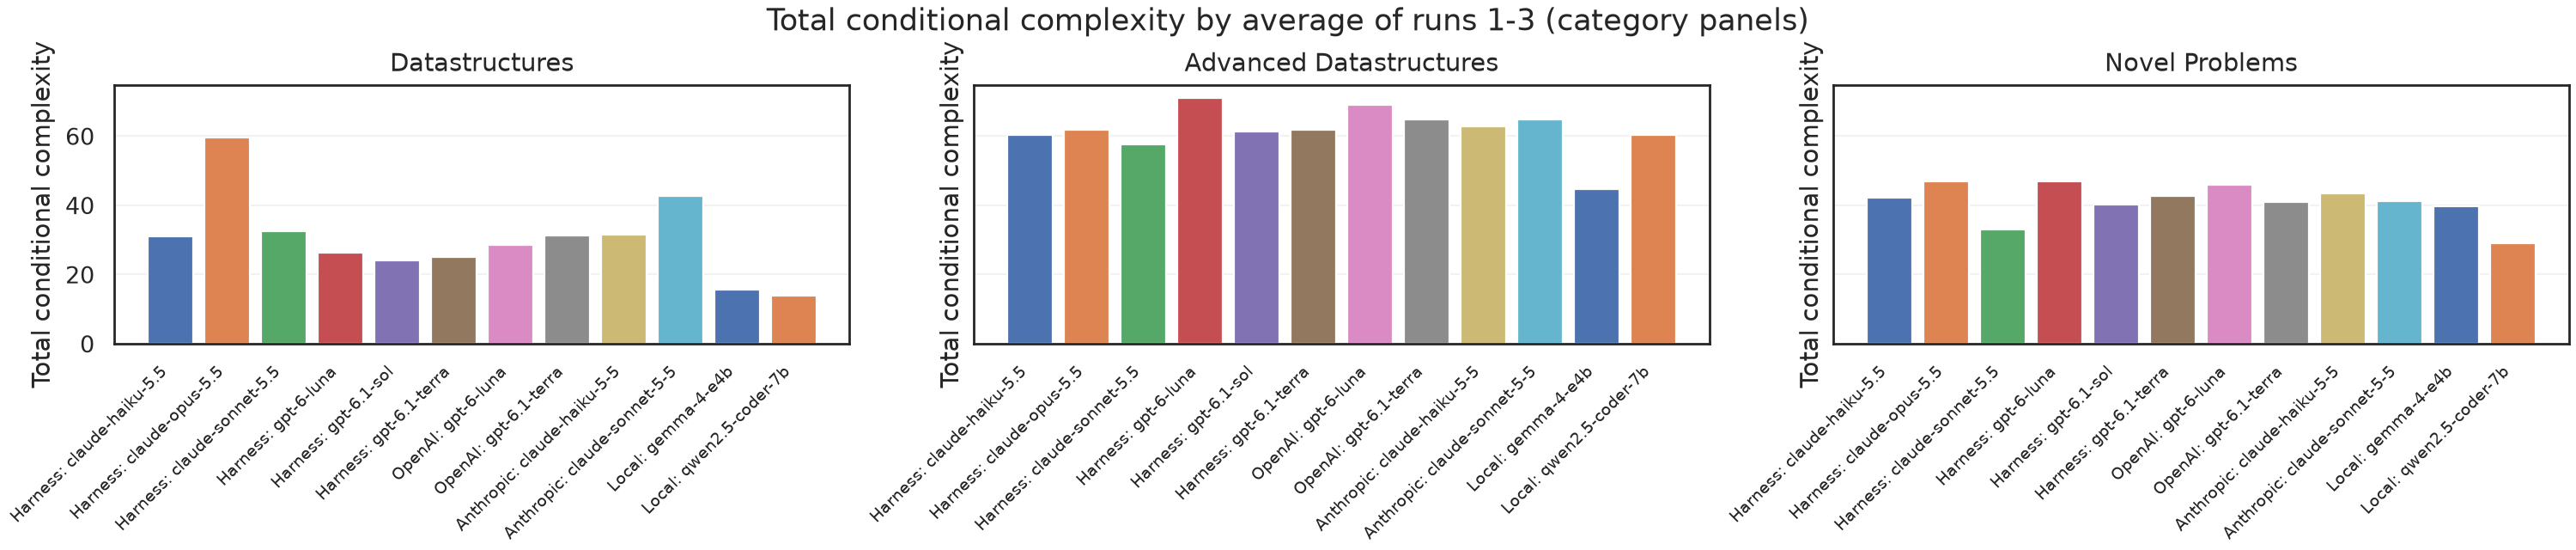 Total conditional complexity by average of runs 1-3 (category panels)
Datastructures
Total conditional complexity
60
40
20
0
Harness: claude-haiku-5.5
Harness: claude-opus-5.5
Harness: claude-sonnet-5.5
Harness: gpt-6-luna
Harness: gpt-6.1-sol
Harness: gpt-6.1-terra
OpenAI: gpt-6-luna
OpenAI: gpt-6.1-terra
Anthropic: claude-haiku-5-5
Anthropic: claude-sonnet-5-5
Local: gemma-4-e4b
Local: qwen2.5-coder-7b
Advanced Datastructures
Total conditional complexity
Harness: claude-haiku-5.5
Harness: claude-opus-5.5
Harness: claude-sonnet-5.5
Harness: gpt-6-luna
Harness: gpt-6.1-sol
Harness: gpt-6.1-terra
OpenAI: gpt-6-luna
OpenAI: gpt-6.1-terra
Anthropic: claude-haiku-5-5
Anthropic: claude-sonnet-5-5
Local: gemma-4-e4b
Local: qwen2.5-coder-7b
Novel Problems
Total conditional complexity
Harness: claude-haiku-5.5
Harness: claude-opus-5.5
Harness: claude-sonnet-5.5
Harness: gpt-6-luna
Harness: gpt-6.1-sol
Harness: gpt-6.1-terra
OpenAI: gpt-6-luna
OpenAI: gpt-6.1-terra
Anthropic: claude-haiku-5-5
Anthropic: claude-sonnet-5-5
Local: gemma-4-e4b
Local: qwen2.5-coder-7b